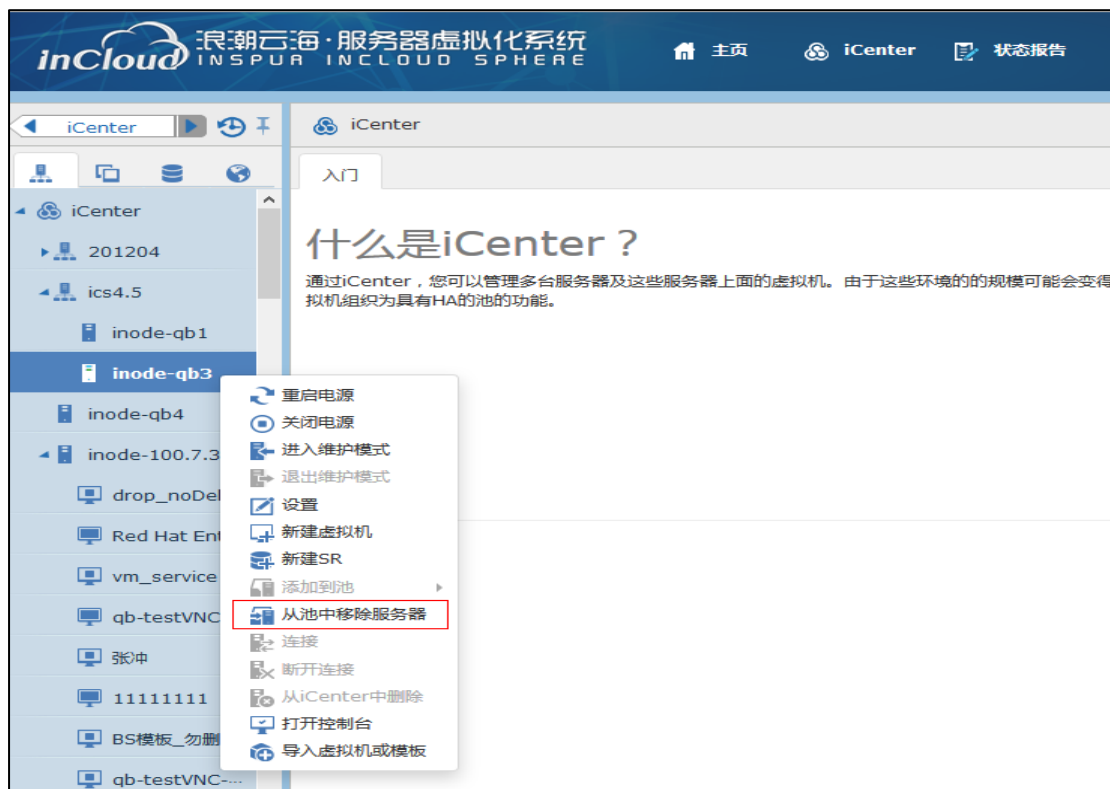 inCloud 浪潮云海·服务器虚拟化系统
INSPUR INCLOUD SPHERE
主页
iCenter
状态报告
iCenter
iCenter
入门
iCenter
201204
ics4.5
inode-qb1
inode-qb3
inode-qb4
inode-100.7.3
drop_noDel
Red Hat Ent
vm_service
qb-testVNC
张冲
11111111
BS模板_勿删
qb-testVNC-...
什么是iCenter？
通过iCenter，您可以管理多台服务器及这些服务器上面的虚拟机。由于这些环境的的规模可能会变得
拟机组织为具有HA的池的功能。
重启电源
关闭电源
进入维护模式
退出维护模式
设置
新建虚拟机
新建SR
添加到池
从池中移除服务器
连接
断开连接
从iCenter中删除
打开控制台
导入虚拟机或模板